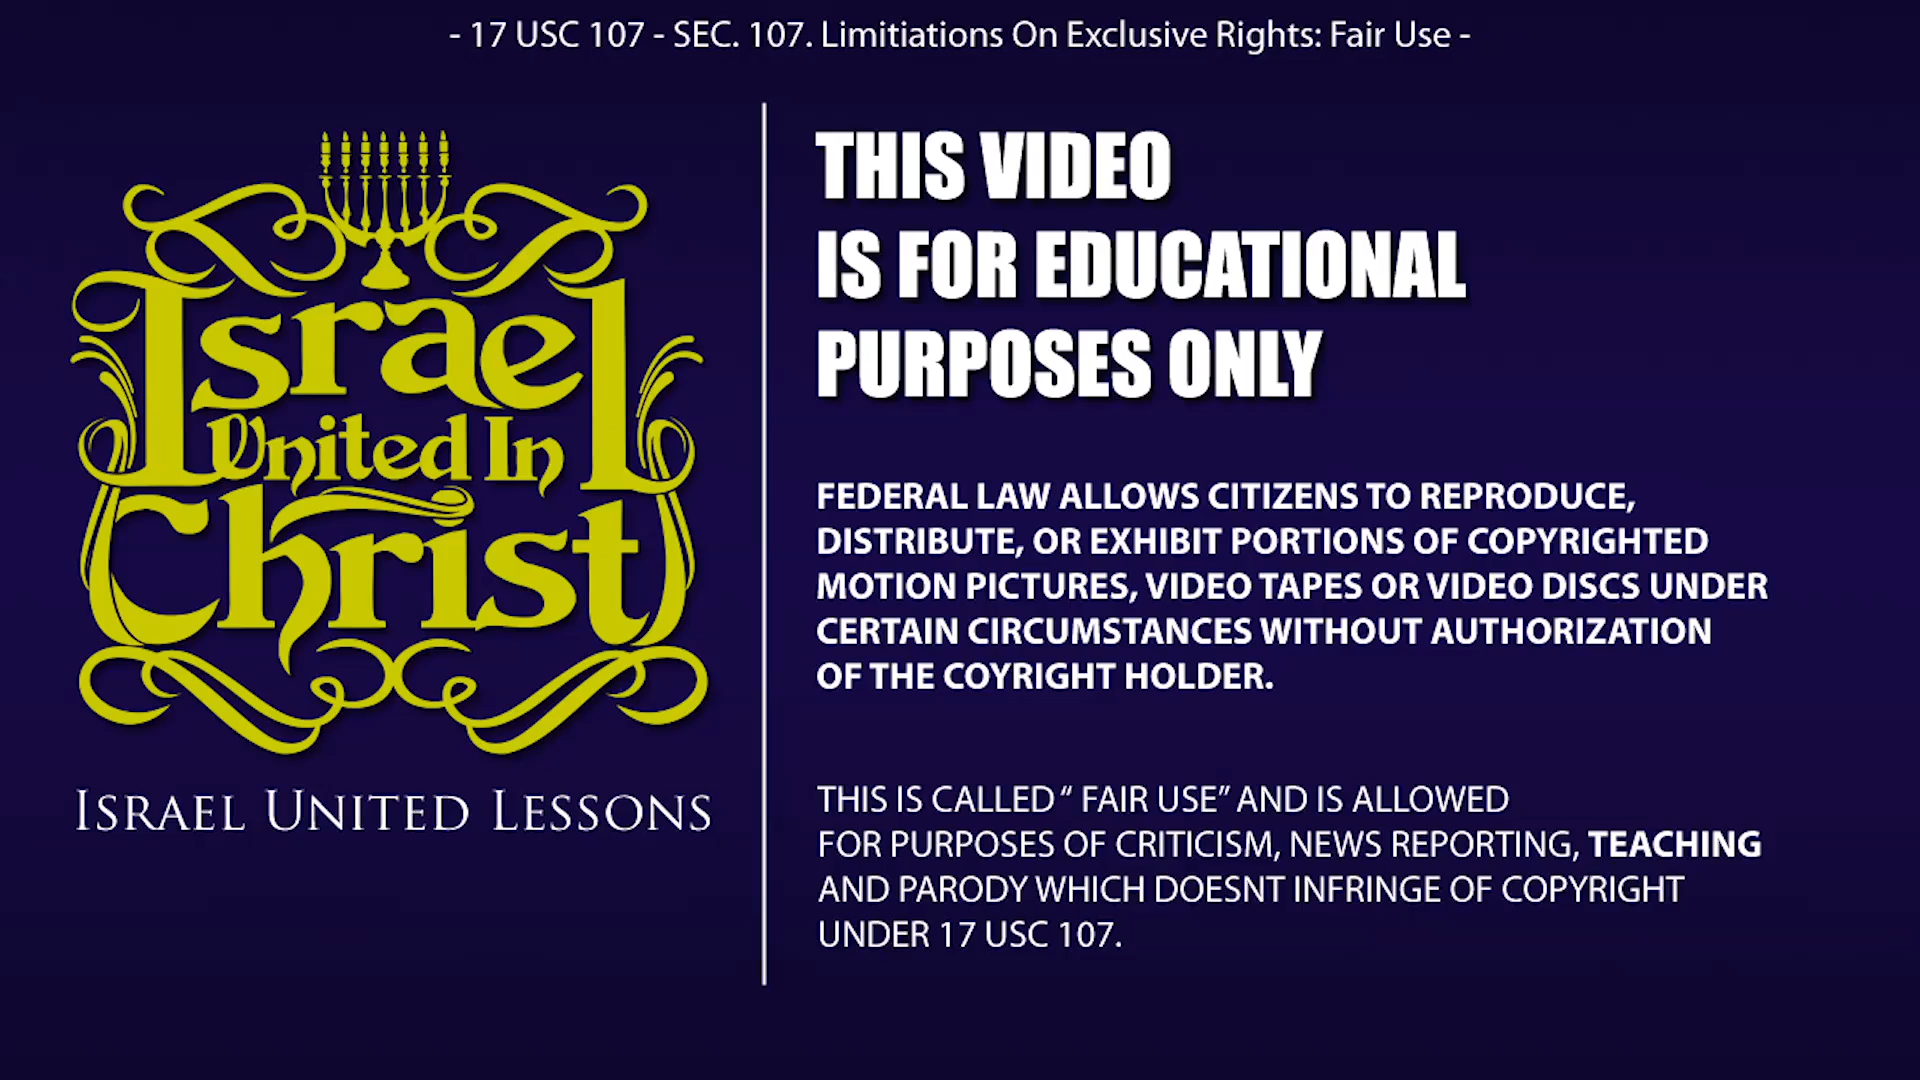 - 17 USC 107 - SEC. 107. Limitiations On Exclusive Rights: Fair Use -
Israel
United In
Christ
ISRAEL UNITED LESSONS
THIS VIDEO
IS FOR EDUCATIONAL
PURPOSES ONLY
FEDERAL LAW ALLOWS CITIZENS TO REPRODUCE,
DISTRIBUTE, OR EXHIBIT PORTIONS OF COPYRIGHTED
MOTION PICTURES, VIDEO TAPES OR VIDEO DISCS UNDER
CERTAIN CIRCUMSTANCES WITHOUT AUTHORIZATION
OF THE COYRIGHT HOLDER.
THIS IS CALLED “ FAIR USE” AND IS ALLOWED
FOR PURPOSES OF CRITICISM, NEWS REPORTING, TEACHING
AND PARODY WHICH DOESNT INFRINGE OF COPYRIGHT
UNDER 17 USC 107.